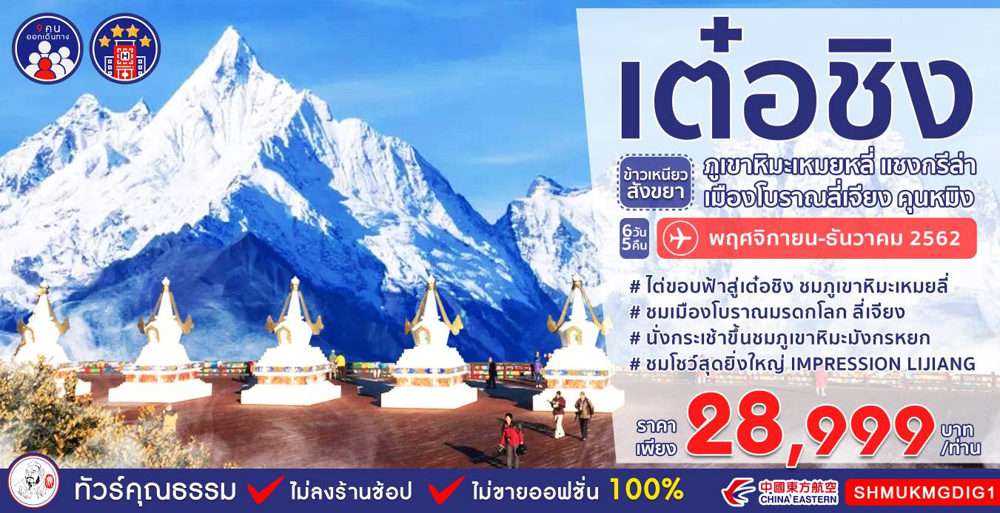 9 คน
ออกเดินทาง
H
เต๋อชิง
ข้าวเหนียว
สังขยา
ภูเขาหิมะเหมยหลี่ แชงกรีล่า
เมืองโบราณลี่เจียง คุนหมิง
6วัน
5คืน
พฤศจิกายน-ธันวาคม 2562
# ไต่ขอบฟ้าสู่เต๋อชิง ชมภูเขาหิมะเหมยลี่
# ชมเมืองโบราณมรดกโลก ลี่เจียง
# นั่งกระเช้าขึ้นชมภูเขาหิมะมังกรหยก
# ชมโชว์สุดยิ่งใหญ่ IMPRESSION LIJIANG
ราคา
เพียง
28,999
บาท
/ท่าน
ทัวร์คุณธรรม
ไม่ลงร้านช้อป
ไม่ขายออฟชั่น 100%
中國東方航空
CHINA EASTERN
SHMUKMGDIG1